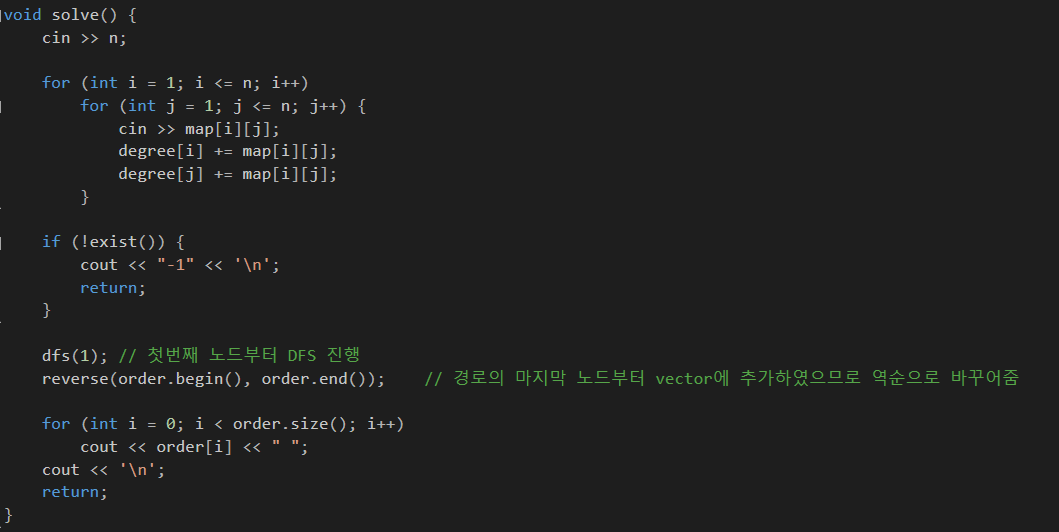 void solve() {
    cin >> n;
    for (int i = 1; i <= n; i++)
        for (int j = 1; j <= n; j++) {
            cin >> map[i][j];
            degree[i] += map[i][j];
            degree[j] += map[i][j];
        }
    if (!exist()) {
        cout << "-1" << '\n';
        return;
    }
    dfs(1); // 첫번째 노드부터 DFS 진행
    reverse(order.begin(), order.end());    // 경로의 마지막 노드부터 vector에 추가하였으므로 역순으로 바꾸어줌
    for (int i = 0; i < order.size(); i++)
        cout << order[i] << " ";
    cout << '\n';
    return;
}